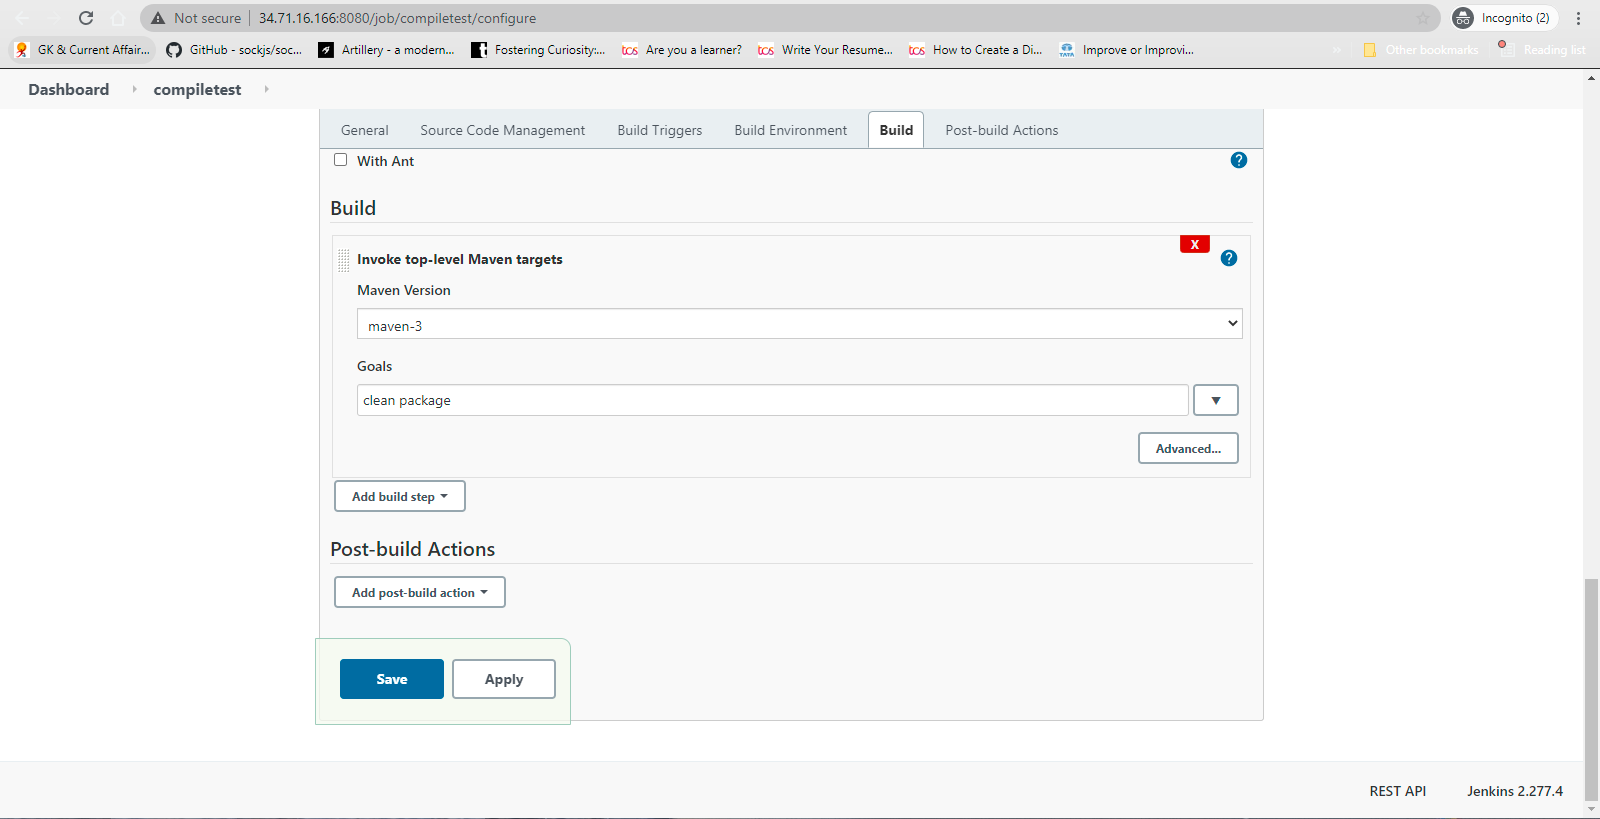 Not secure | 34.71.16.166:8080/job/compiletest/configure
Incognito (2)
GK & Current Affair... GitHub - sockjs/soc... Artillery - a modern... Fostering Curiosity:... tcs Are you a learner? tcs Write Your Resume... tcs How to Create a Di... TATA Improve or Improvi... » Other bookmarks Reading list
Dashboard compiletest
General Source Code Management Build Triggers Build Environment Build Post-build Actions
With Ant ?
Build
X
Invoke top-level Maven targets ?
Maven Version
maven-3
Goals
clean package
Advanced...
Add build step
Post-build Actions
Add post-build action
Save Apply
REST API Jenkins 2.277.4